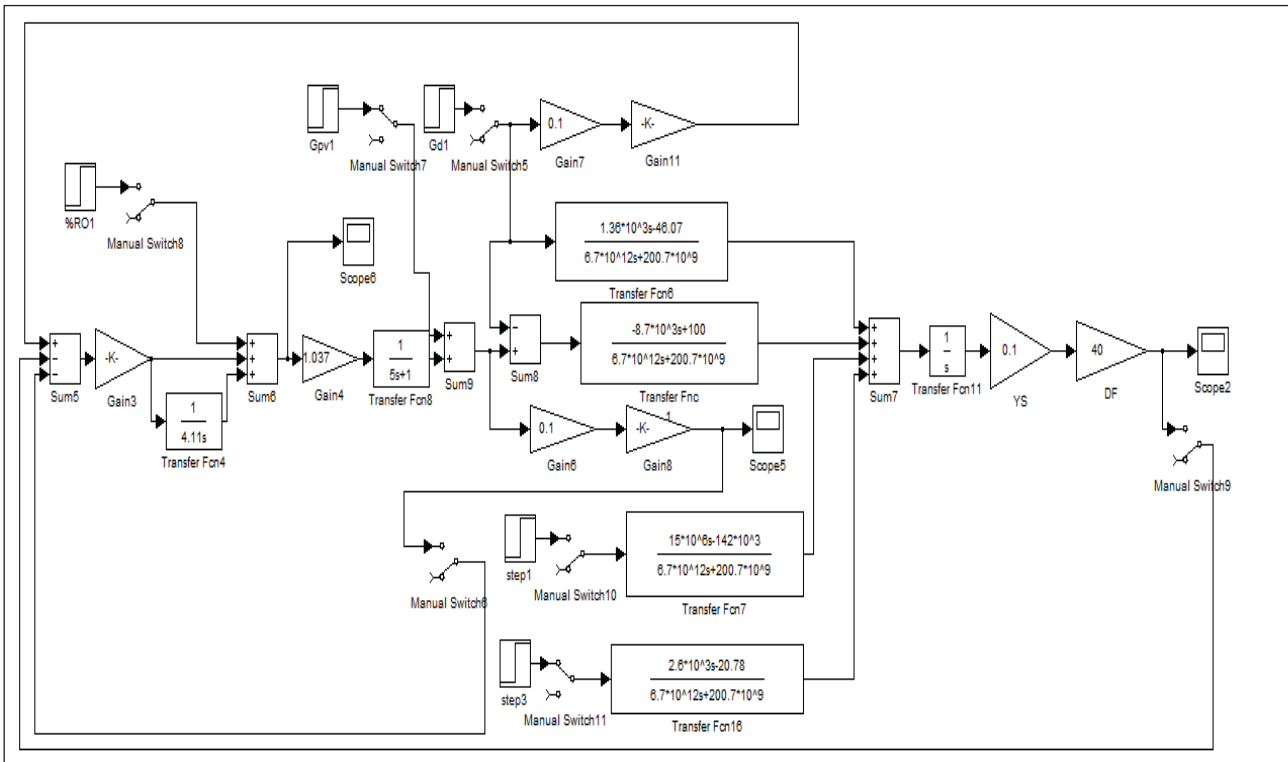 Gpv1
Manual Switch7
Gd1
Manual Switch5
0.1
Gain7
-K-
Gain11
%RO1
Manual Switch8
Scope6
1.36*10^3s-46.07
6.7*10^12s+200.7*10^9
Transfer Fcn6
+
-
-
Sum5
-K-
Gain3
1
4.11s
Transfer Fcn4
+
+
+
Sum6
1.037
Gain4
1
5s+1
Transfer Fcn8
+
+
Sum9
-
+
Sum8
-8.7*10^3s+100
6.7*10^12s+200.7*10^9
Transfer Fnc
1
+
+
+
+
Sum7
1
s
Transfer Fcn11
0.1
YS
40
DF
Scope2
0.1
Gain6
-K-
Gain8
Scope5
Manual Switch9
Manual Switch6
step1
Manual Switch10
15*10^6s-142*10^3
6.7*10^12s+200.7*10^9
Transfer Fcn7
step3
Manual Switch11
2.6*10^3s-20.78
6.7*10^12s+200.7*10^9
Transfer Fcn16